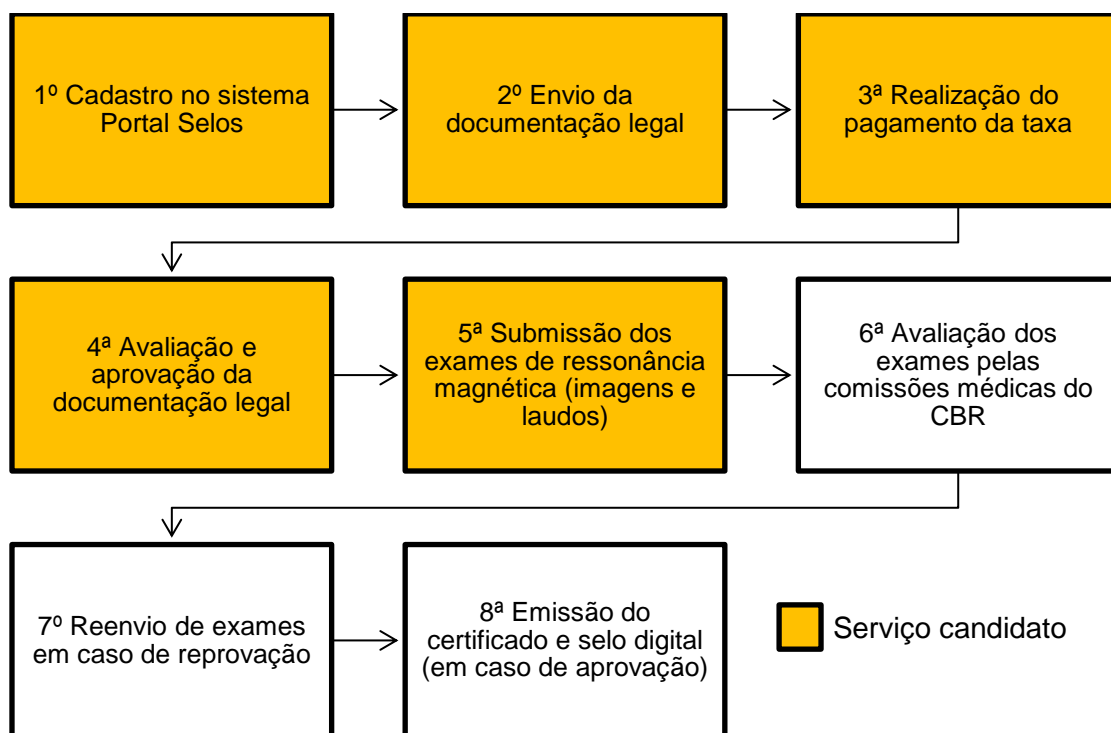 1º Cadastro no sistema
Portal Selos
2º Envio da
documentação legal
3ª Realização do
pagamento da taxa
4ª Avaliação e
aprovação da
documentação legal
5ª Submissão dos
exames de ressonância
magnética (imagens e
laudos)
6ª Avaliação dos
exames pelas
comissões médicas do
CBR
7º Reenvio de exames
em caso de reprovação
8ª Emissão do
certificado e selo digital
(em caso de aprovação)
Serviço candidato